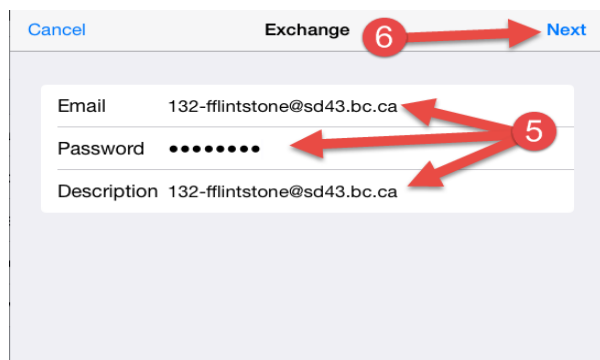 Cancel Exchange 6 Next
Email 132-fflintstone@sd43.bc.ca
5
Password ••••••••
Description 132-fflintstone@sd43.bc.ca